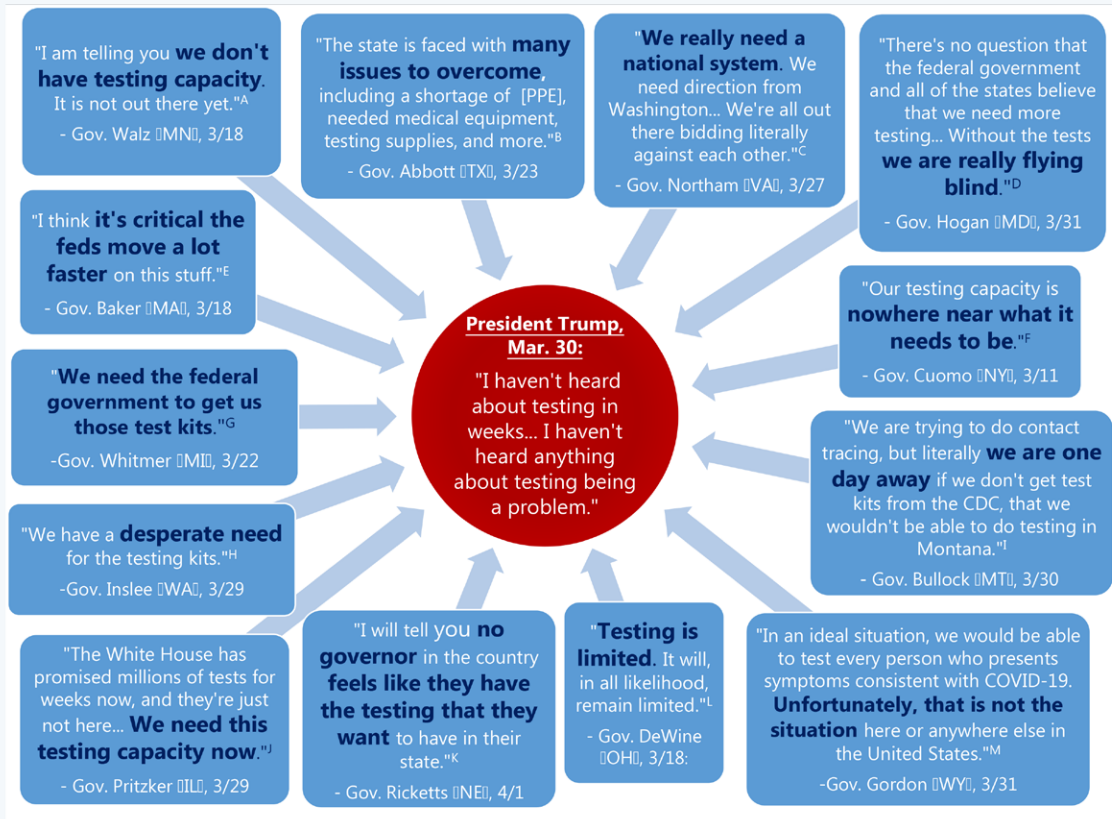 "I am telling you we don't
have testing capacity.
It is not out there yet."A
- Gov. Walz ▯MN▯, 3/18
"The state is faced with many
issues to overcome,
including a shortage of [PPE],
needed medical equipment,
testing supplies, and more."B
- Gov. Abbott ▯TX▯, 3/23
"We really need a
national system. We
need direction from
Washington... We're all out
there bidding literally
against each other."C
- Gov. Northam ▯VA▯, 3/27
"There's no question that
the federal government
and all of the states believe
that we need more
testing... Without the tests
we are really flying
blind."D
- Gov. Hogan ▯MD▯, 3/31
"I think it's critical the
feds move a lot
faster on this stuff."E
- Gov. Baker ▯MA▯, 3/18
"Our testing capacity is
nowhere near what it
needs to be."F
- Gov. Cuomo ▯NY▯, 3/11
President Trump,
Mar. 30:
"I haven't heard
about testing in
weeks... I haven't
heard anything
about testing being
a problem."
"We need the federal
government to get us
those test kits."G
-Gov. Whitmer ▯MI▯, 3/22
"We have a desperate need
for the testing kits."H
-Gov. Inslee ▯WA▯, 3/29
"We are trying to do contact
tracing, but literally we are one
day away if we don't get test
kits from the CDC, that we
wouldn't be able to do testing in
Montana."I
- Gov. Bullock ▯MT▯, 3/30
"The White House has
promised millions of tests for
weeks now, and they're just
not here... We need this
testing capacity now."J
- Gov. Pritzker ▯IL▯, 3/29
"I will tell you no
governor in the country
feels like they have
the testing that they
want to have in their
state."K
- Gov. Ricketts ▯NE▯, 4/1
"Testing is
limited. It will,
in all likelihood,
remain limited."L
- Gov. DeWine
▯OH▯, 3/18:
"In an ideal situation, we would be able
to test every person who presents
symptoms consistent with COVID-19.
Unfortunately, that is not the
situation here or anywhere else in
the United States."M
-Gov. Gordon ▯WY▯, 3/31